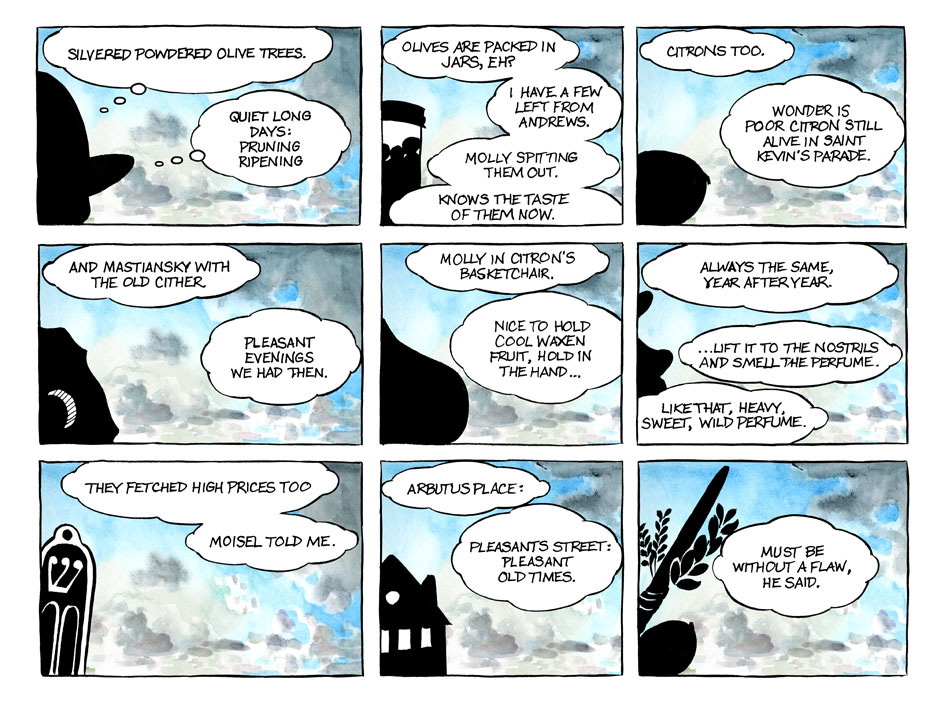 SILVERED POWDERED OLIVE TREES.
QUIET LONG
DAYS:
PRUNING
RIPENING
OLIVES ARE PACKED IN
JARS, EH?
I HAVE A FEW
LEFT FROM
ANDREWS.
MOLLY SPITTING
THEM OUT.
KNOWS THE TASTE
OF THEM NOW.
CITRONS TOO.
WONDER IS
POOR CITRON STILL
ALIVE IN SAINT
KEVIN'S PARADE.
AND MASTIANSKY WITH
THE OLD CITHER.
PLEASANT
EVENINGS
WE HAD THEN.
MOLLY IN CITRON'S
BASKETCHAIR.
NICE TO HOLD
COOL WAXEN
FRUIT, HOLD IN
THE HAND...
ALWAYS THE SAME,
YEAR AFTER YEAR.
...LIFT IT TO THE NOSTRILS
AND SMELL THE PERFUME.
LIKE THAT, HEAVY,
SWEET, WILD PERFUME.
THEY FETCHED HIGH PRICES TOO
MOISEL TOLD ME.
ש
ARBUTUS PLACE:
PLEASANTS STREET:
PLEASANT
OLD TIMES.
MUST BE
WITHOUT A FLAW,
HE SAID.